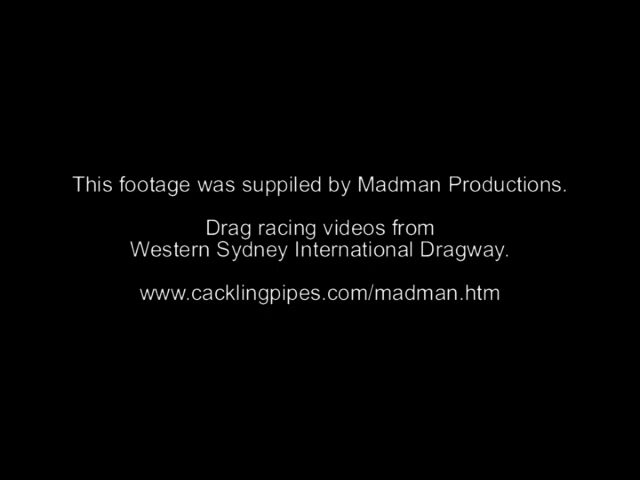 This footage was suppiled by Madman Productions.
Drag racing videos from
Western Sydney International Dragway.
www.cacklingpipes.com/madman.htm